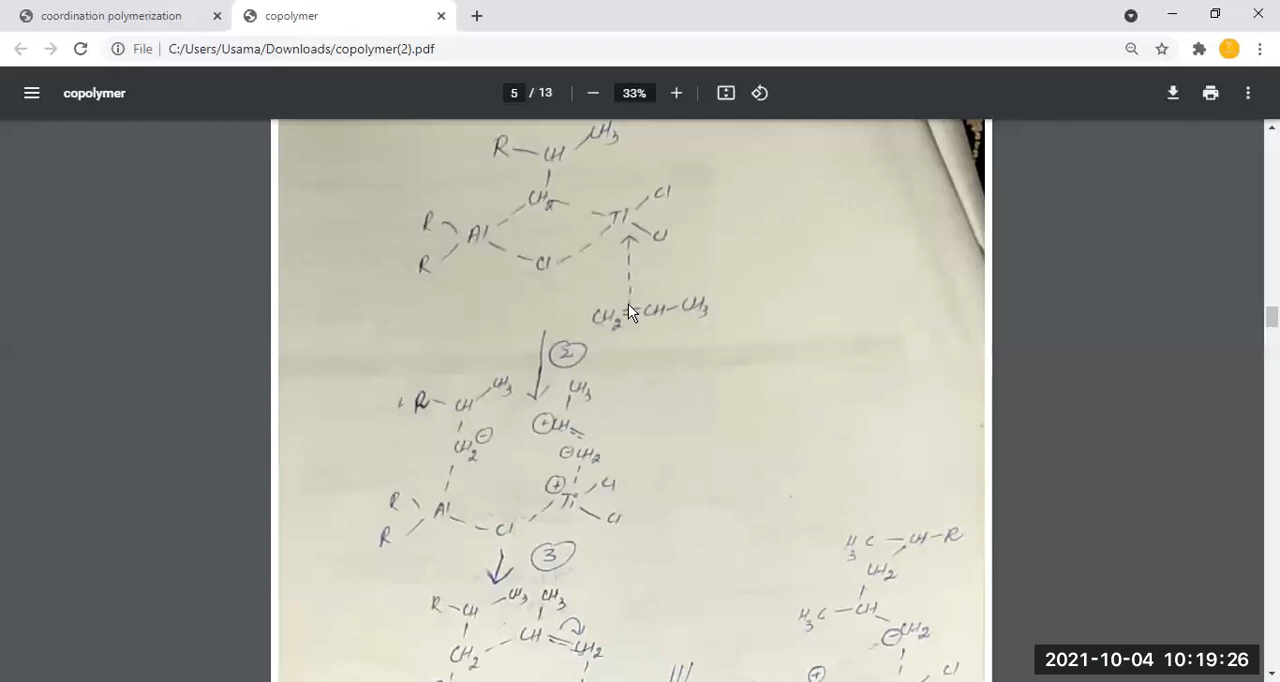 coordination polymerization
copolymer
File C:/Users/Usama/Downloads/copolymer(2).pdf
copolymer
5 / 13
33%
R—CH CH3
CH2
R Al Ti Cl
R Cl Cl
CH2=CH—CH3
2
R—CH CH3 CH3
⊕CH
CH2⊖ ⊖CH2
R Al ⊕Ti Cl
R Cl Cl
3
H3C—CH—R
CH2
R—CH CH3 CH3
H3C—CH
CH=CH2
⊖CH2
CH2
⊕ Cl
2021-10-04 10:19:26